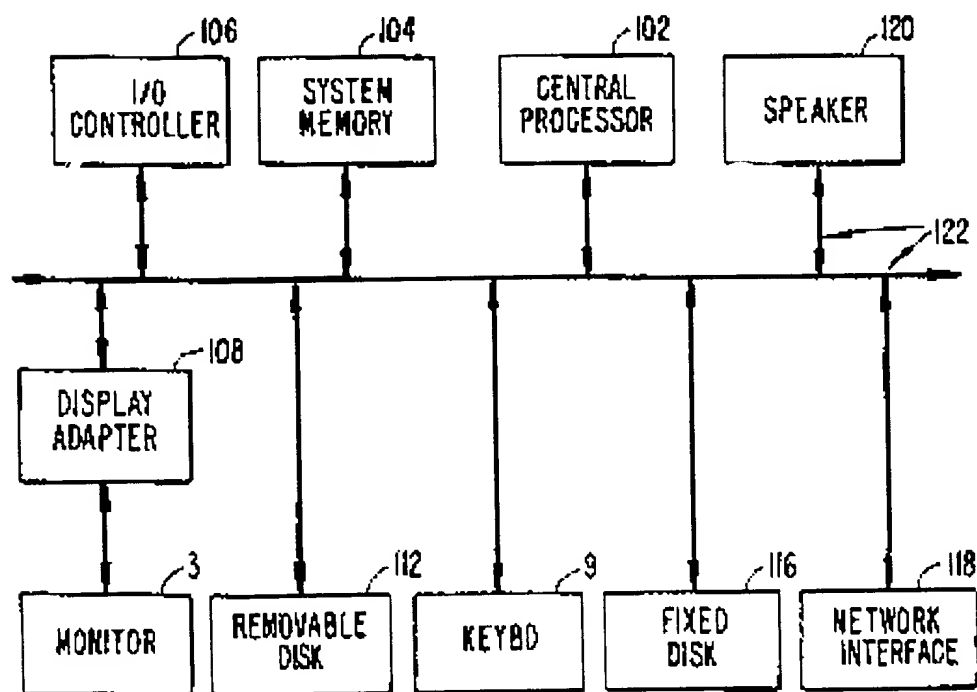 106
104
102
120
I/O
CONTROLLER
SYSTEM
MEMORY
CENTRAL
PROCESSOR
SPEAKER
122
108
DISPLAY
ADAPTER
3
112
9
116
118
MONITOR
REMOVABLE
DISK
KEYBD
FIXED
DISK
NETWORK
INTERFACE